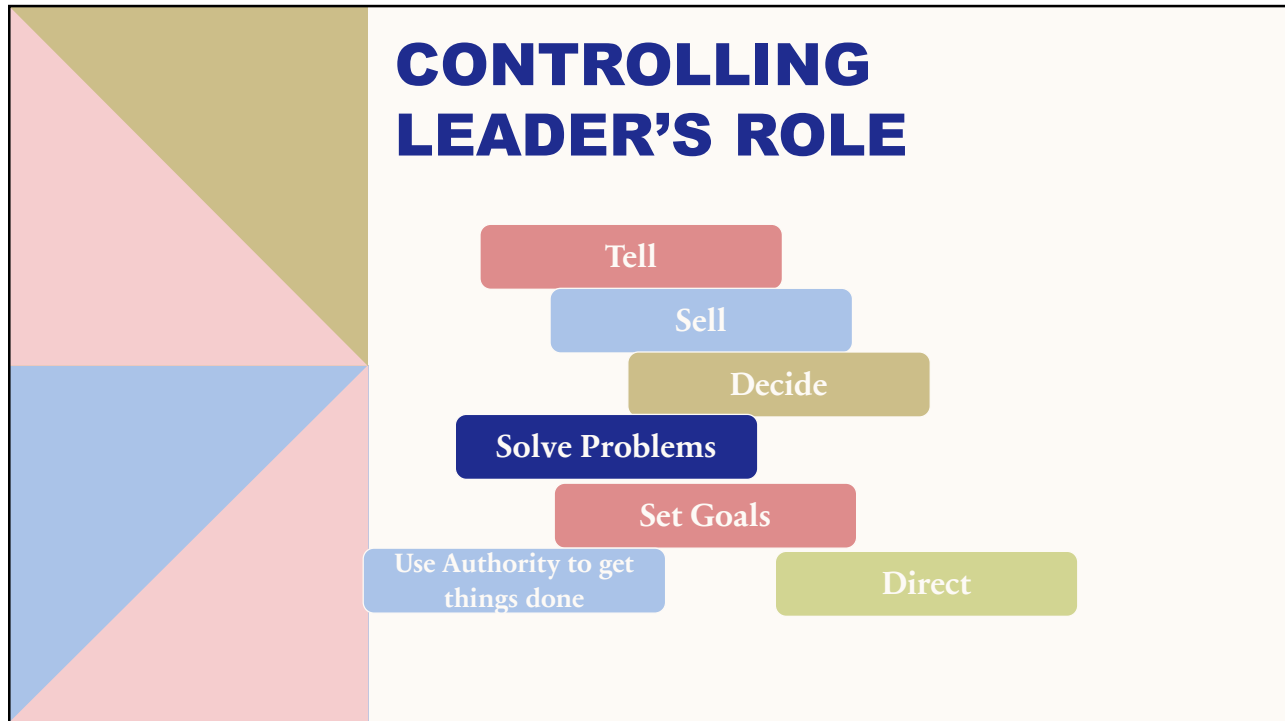 CONTROLLING
LEADER’S ROLE
Tell
Sell
Decide
Solve Problems
Set Goals
Use Authority to get
things done
Direct